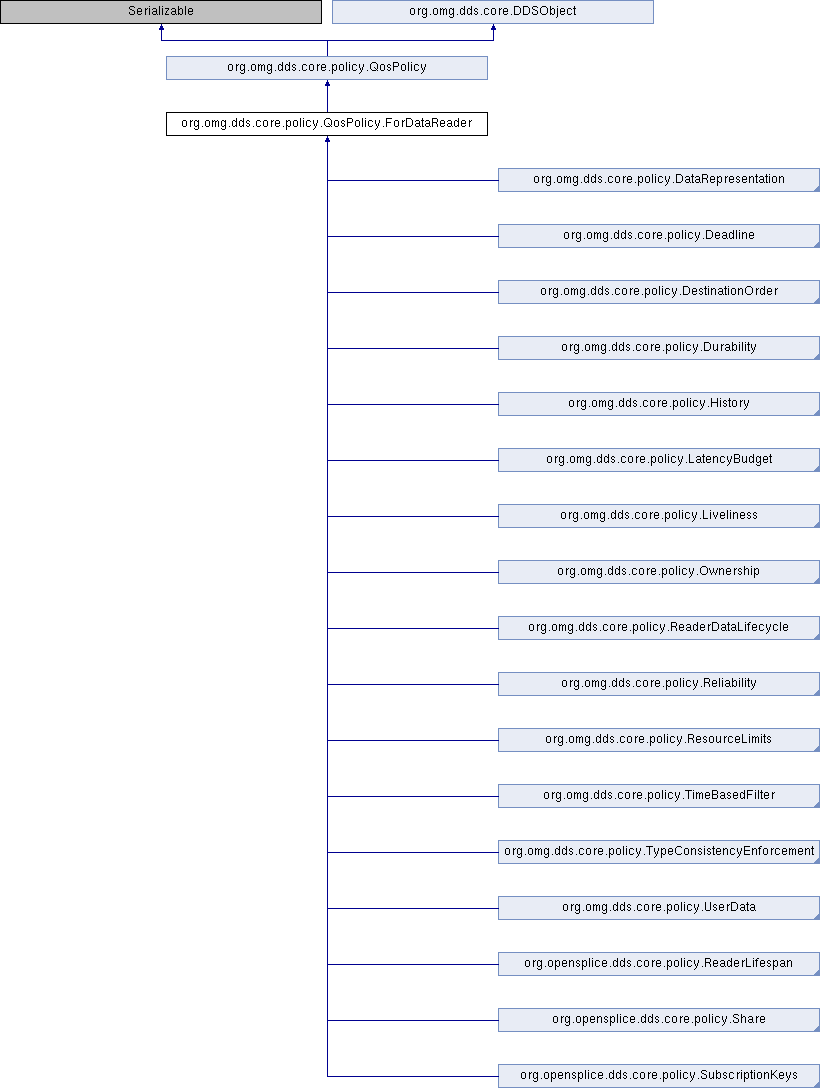 Serializable
org.omg.dds.core.DDSObject
org.omg.dds.core.policy.QosPolicy
org.omg.dds.core.policy.QosPolicy.ForDataReader
org.omg.dds.core.policy.DataRepresentation
org.omg.dds.core.policy.Deadline
org.omg.dds.core.policy.DestinationOrder
org.omg.dds.core.policy.Durability
org.omg.dds.core.policy.History
org.omg.dds.core.policy.LatencyBudget
org.omg.dds.core.policy.Liveliness
org.omg.dds.core.policy.Ownership
org.omg.dds.core.policy.ReaderDataLifecycle
org.omg.dds.core.policy.Reliability
org.omg.dds.core.policy.ResourceLimits
org.omg.dds.core.policy.TimeBasedFilter
org.omg.dds.core.policy.TypeConsistencyEnforcement
org.omg.dds.core.policy.UserData
org.opensplice.dds.core.policy.ReaderLifespan
org.opensplice.dds.core.policy.Share
org.opensplice.dds.core.policy.SubscriptionKeys